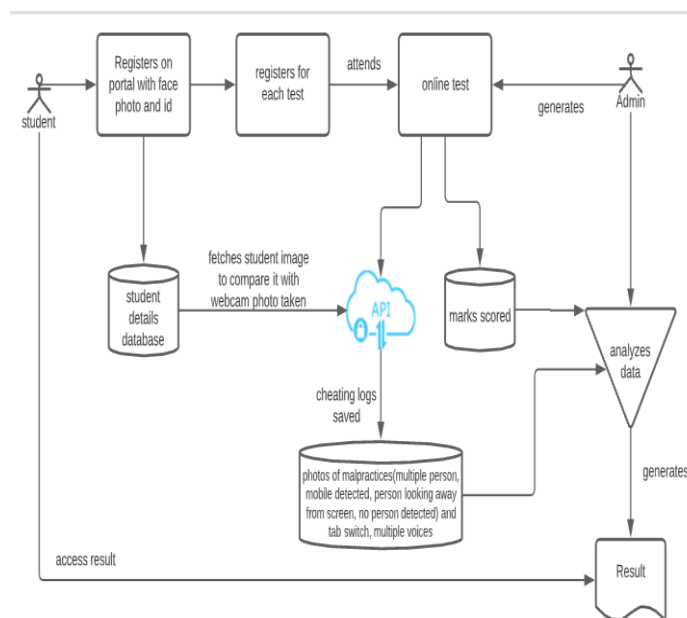 Registers on
portal with face
photo and id
registers for
each test
attends
online test
generates
Admin
student
fetches student image
to compare it with
webcam photo taken
student
details
database
API
marks scored
analyzes
data
cheating logs
saved
photos of malpractices(multiple person,
mobile detected, person looking away
from screen, no person detected) and
tab switch, multiple voices
generates
access result
Result